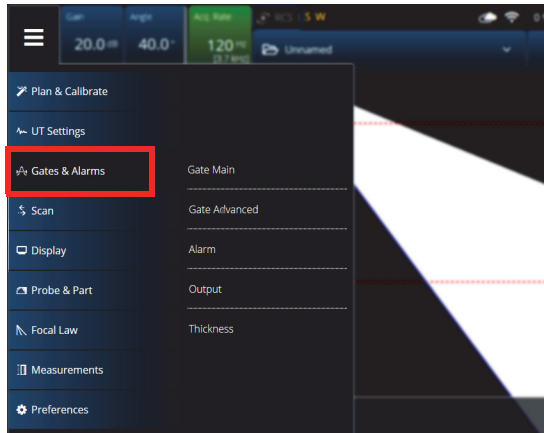 Gain
Angle
Acq. Rate
RCS I S W
20.0 dB
40.0°
120 Hz
Unnamed
Plan & Calibrate
UT Settings
Gates & Alarms
Gate Main
Scan
Gate Advanced
Display
Alarm
Probe & Part
Output
Focal Law
Thickness
Measurements
Preferences